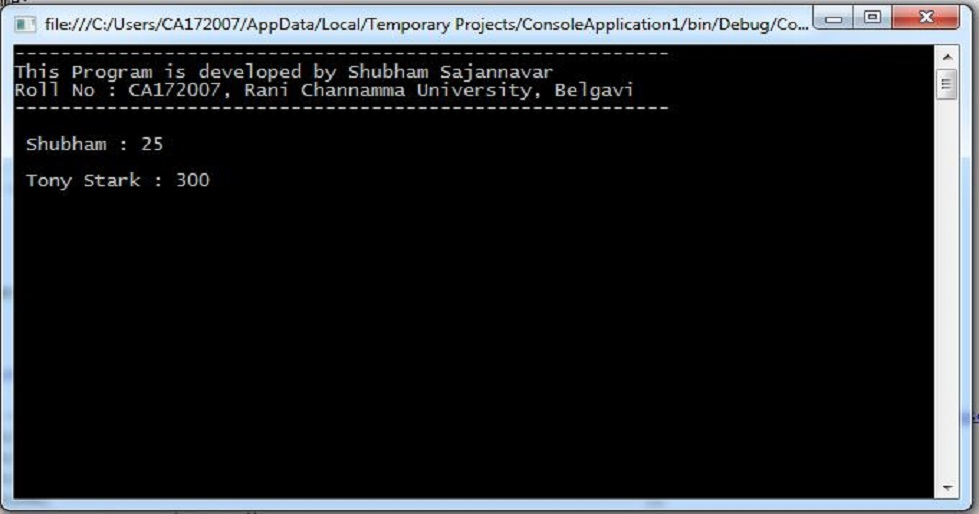 file:///C:/Users/CA172007/AppData/Local/Temporary Projects/ConsoleApplication1/bin/Debug/Co...
------------------------------------------------------------
This Program is developed by Shubham Sajannavar
Roll No : CA172007, Rani Channamma University, Belgavi
------------------------------------------------------------
Shubham : 25
Tony Stark : 300